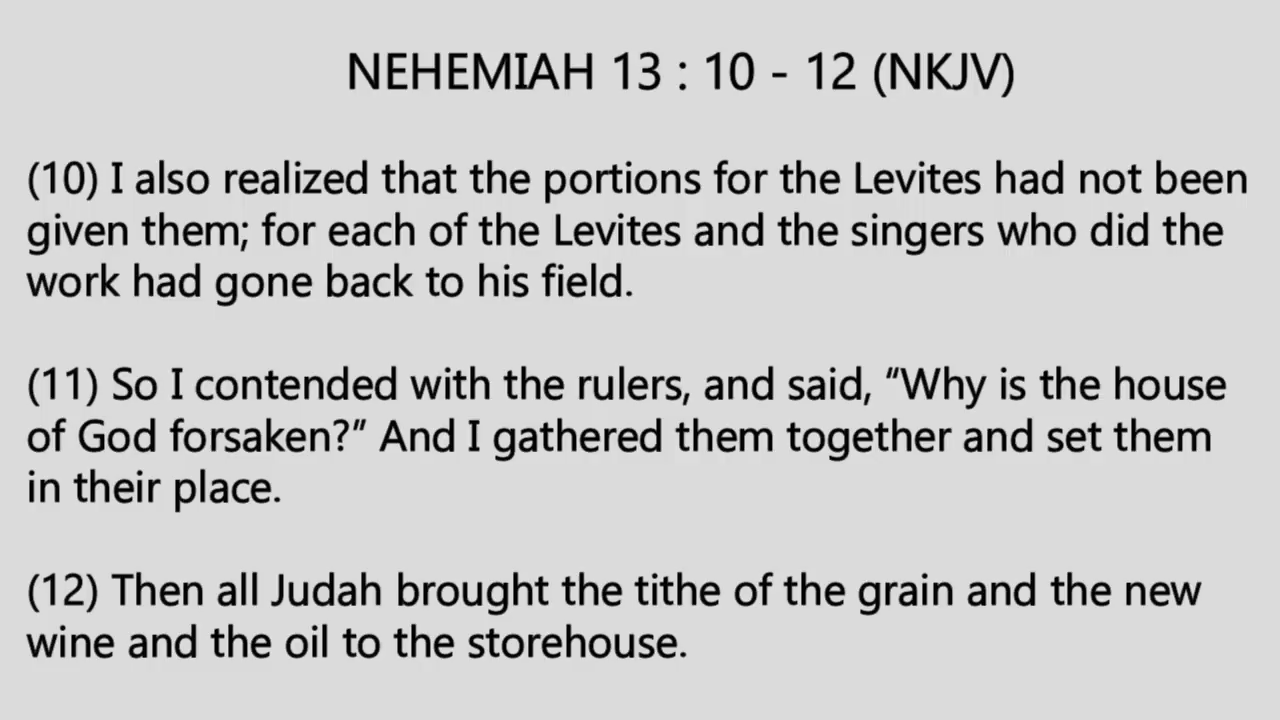 NEHEMIAH 13 : 10 - 12 (NKJV)
(10) I also realized that the portions for the Levites had not been
given them; for each of the Levites and the singers who did the
work had gone back to his field.
(11) So I contended with the rulers, and said, “Why is the house
of God forsaken?” And I gathered them together and set them
in their place.
(12) Then all Judah brought the tithe of the grain and the new
wine and the oil to the storehouse.